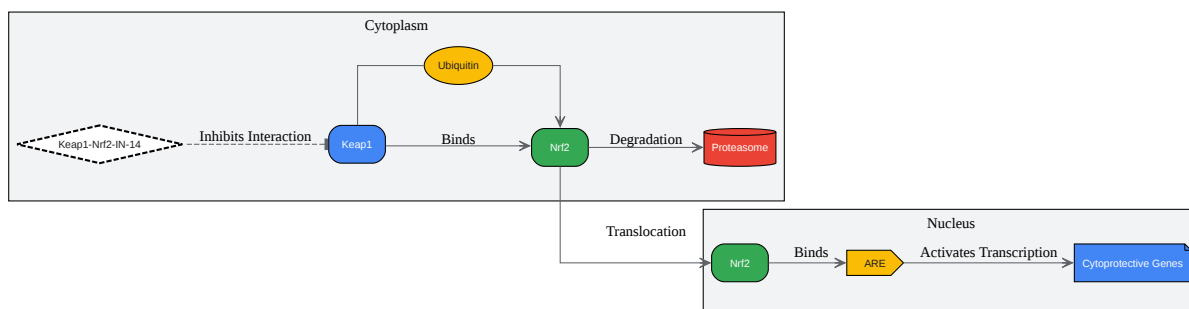 Cytoplasm
Ubiquitin
Keap1-Nrf2-IN-14
Inhibits Interaction
Keap1
Binds
Nrf2
Degradation
Proteasome
Translocation
Nucleus
Nrf2
Binds
ARE
Activates Transcription
Cytoprotective Genes